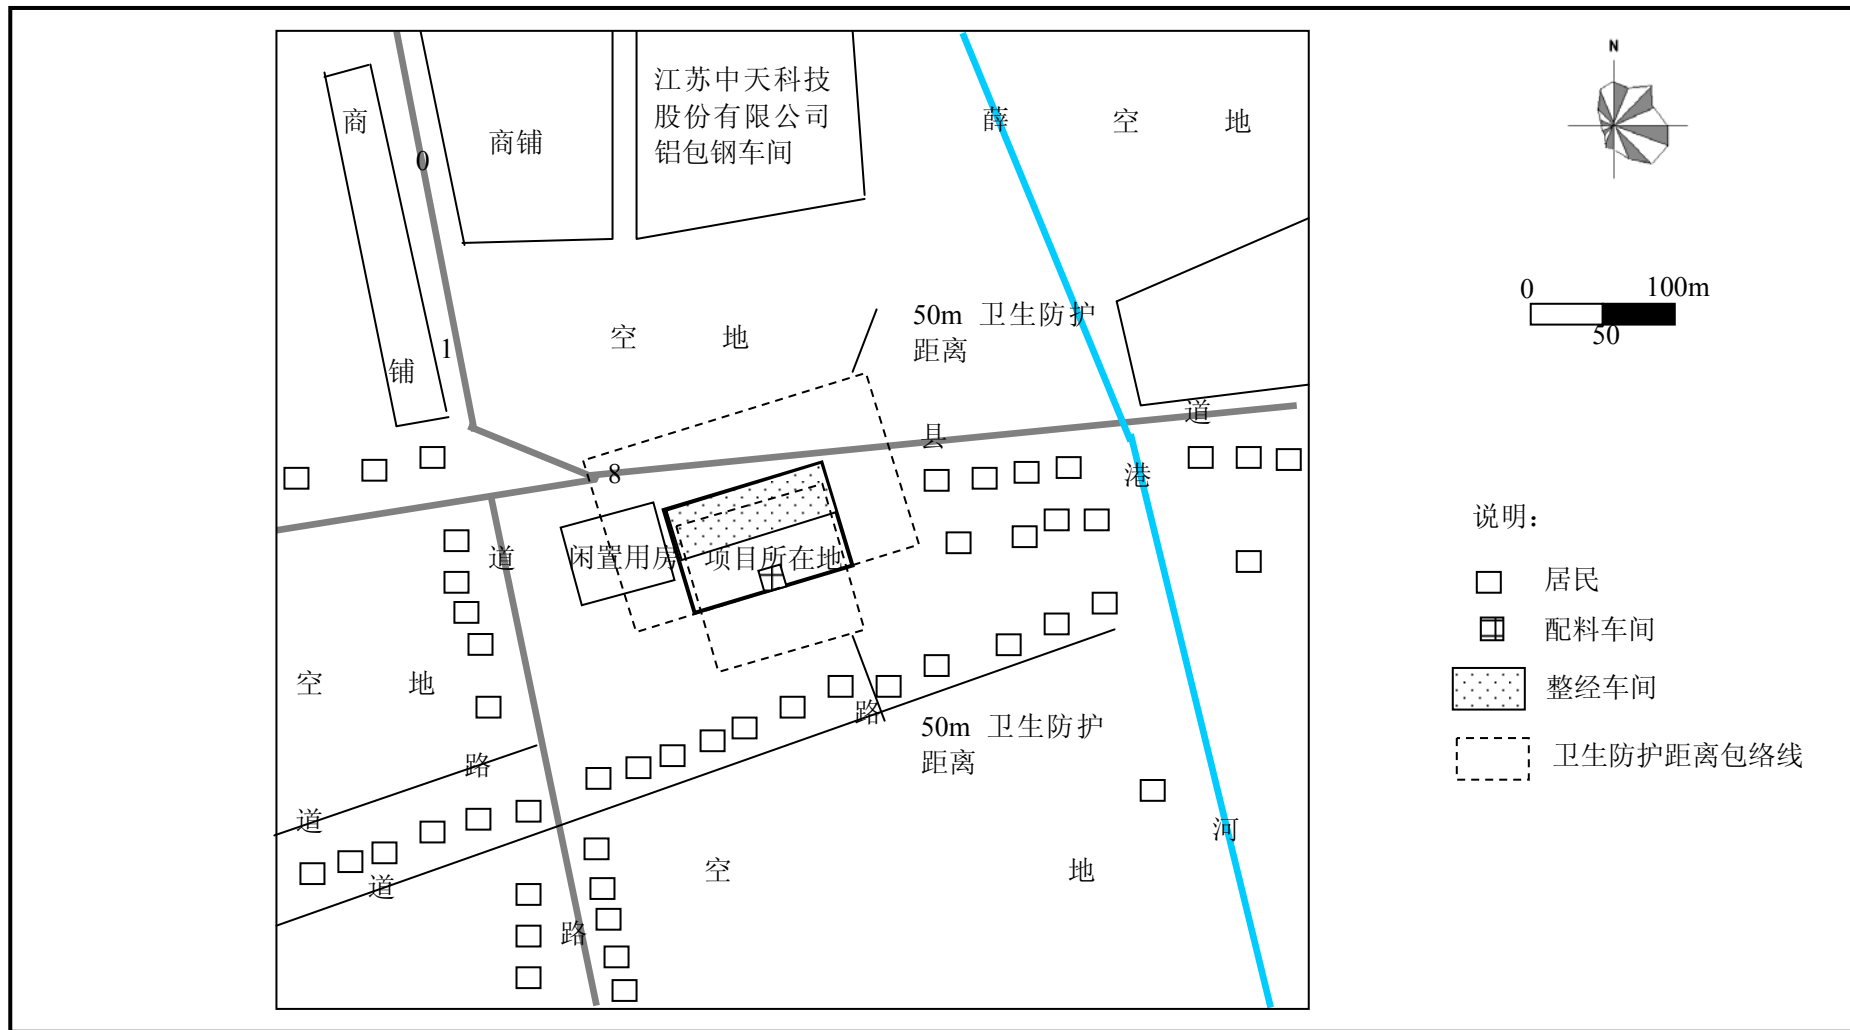 N
江苏中天科技
股份有限公司
铝包钢车间
商
商铺
薛
空 地
0
0 100m
50
50m 卫生防护
距离
空 地
1
铺
道
县
8
港
说明：
道
闲置用房
项目所在地
居民
配料车间
空 地
整经车间
路
50m 卫生防护
距离
卫生防护距离包络线
路
道
河
空 地
道
路